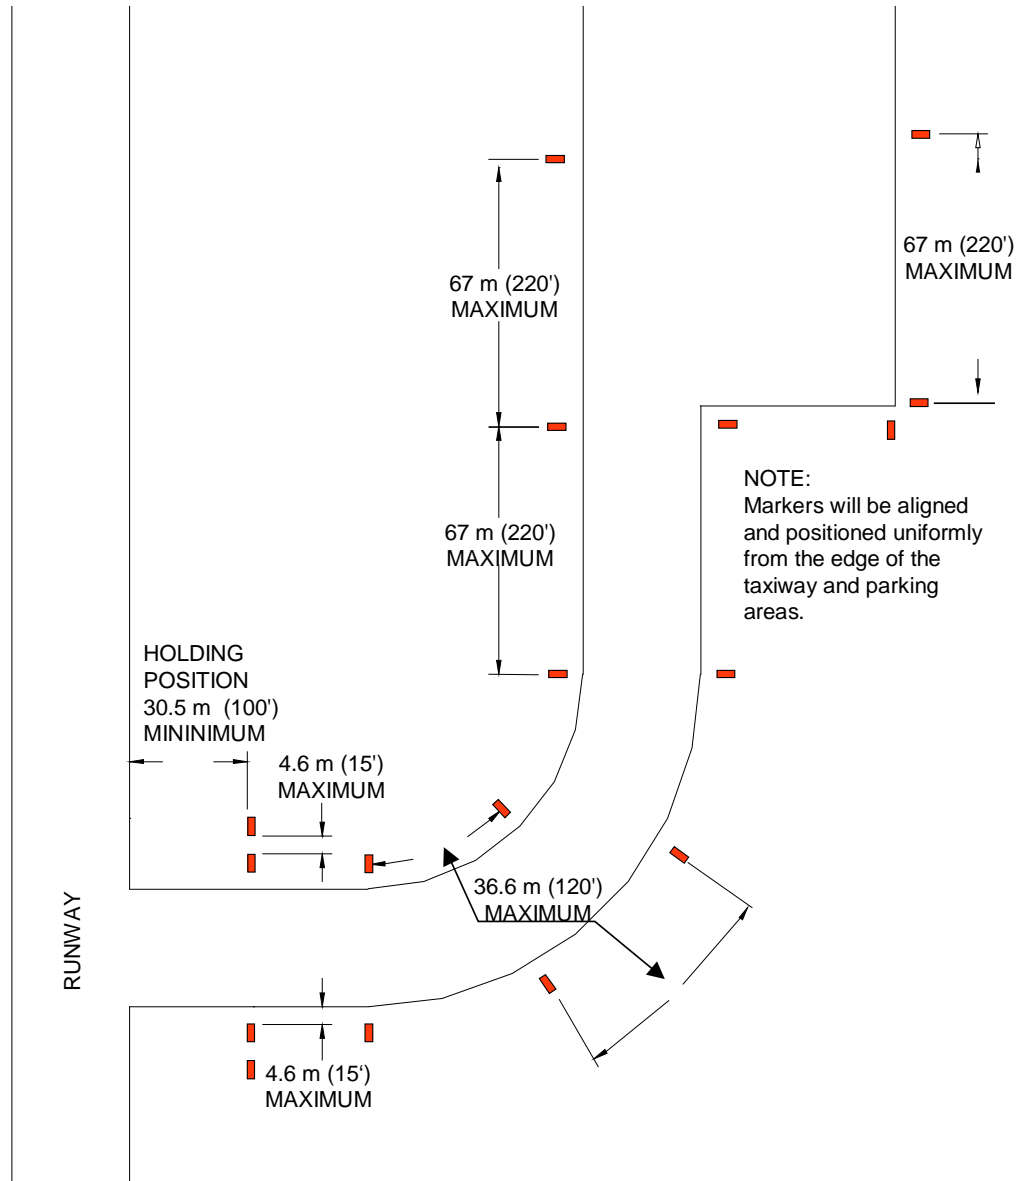 67 m (220')
MAXIMUM
67 m (220')
MAXIMUM
67 m (220')
MAXIMUM
NOTE:
Markers will be aligned
and positioned uniformly
from the edge of the
taxiway and parking
areas.
HOLDING
POSITION
30.5 m (100')
MININIMUM
4.6 m (15')
MAXIMUM
36.6 m (120')
MAXIMUM
RUNWAY
4.6 m (15‘)
MAXIMUM